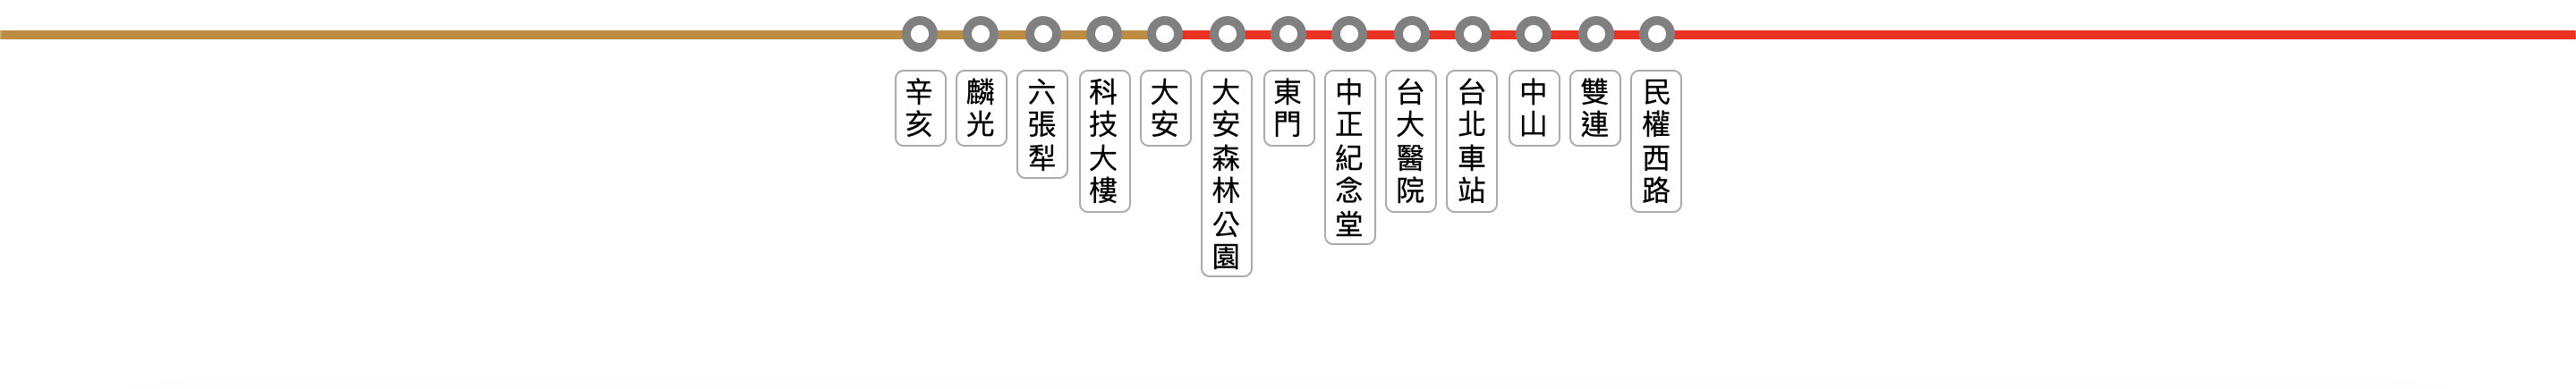 辛亥
麟光
六張犁
科技大樓
大安
大安森林公園
東門
中正紀念堂
台大醫院
台北車站
中山
雙連
民權西路